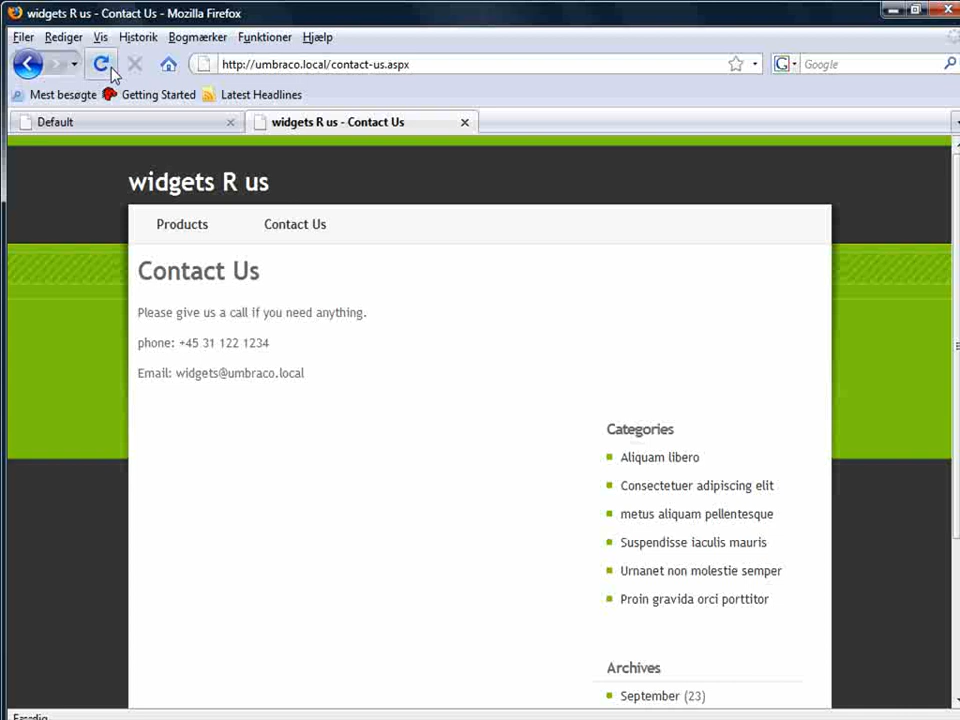 widgets R us - Contact Us - Mozilla Firefox
Filer Rediger Vis Historik Bogmærker Funktioner Hjælp
http://umbraco.local/contact-us.aspx
G Google
Mest besøgte Getting Started Latest Headlines
Default
widgets R us - Contact Us
widgets R us
Products Contact Us
Contact Us
Please give us a call if you need anything.
phone: +45 31 122 1234
Email: widgets@umbraco.local
Categories
Aliquam libero
Consectetuer adipiscing elit
metus aliquam pellentesque
Suspendisse iaculis mauris
Urnanet non molestie semper
Proin gravida orci porttitor
Archives
September (23)